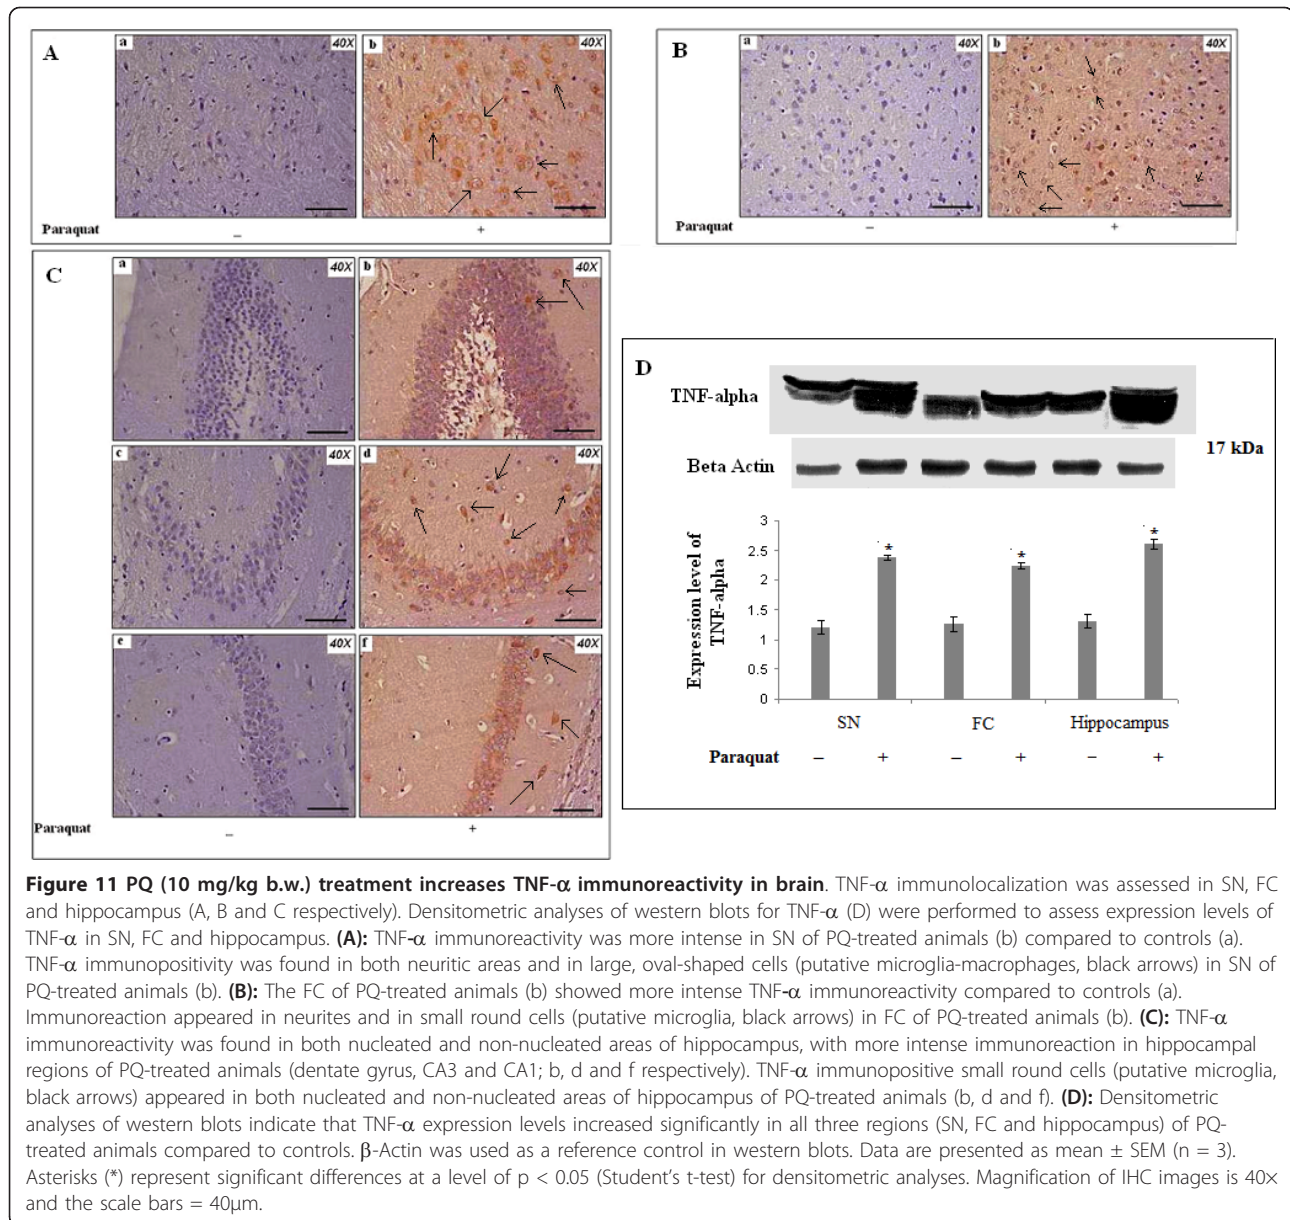 A
a
40X
b
40X
Paraquat
–
+
B
a
40X
b
40X
Paraquat
–
+
C
a
40X
b
40X
c
40X
d
40X
e
40X
f
40X
Paraquat
–
+
D
TNF-alpha
17 kDa
Beta Actin
Expression level of
TNF-alpha
3
2.5
2
1.5
1
0.5
0
*
*
*
SN
FC
Hippocampus
Paraquat
– + – + – +
Figure 11 PQ (10 mg/kg b.w.) treatment increases TNF-α immunoreactivity in brain. TNF-α immunolocalization was assessed in SN, FC
and hippocampus (A, B and C respectively). Densitometric analyses of western blots for TNF-α (D) were performed to assess expression levels of
TNF-α in SN, FC and hippocampus. (A): TNF-α immunoreactivity was more intense in SN of PQ-treated animals (b) compared to controls (a).
TNF-α immunopositivity was found in both neuritic areas and in large, oval-shaped cells (putative microglia-macrophages, black arrows) in SN of
PQ-treated animals (b). (B): The FC of PQ-treated animals (b) showed more intense TNF-α immunoreactivity compared to controls (a).
Immunoreaction appeared in neurites and in small round cells (putative microglia, black arrows) in FC of PQ-treated animals (b). (C): TNF-α
immunoreactivity was found in both nucleated and non-nucleated areas of hippocampus, with more intense immunoreaction in hippocampal
regions of PQ-treated animals (dentate gyrus, CA3 and CA1; b, d and f respectively). TNF-α immunopositive small round cells (putative microglia,
black arrows) appeared in both nucleated and non-nucleated areas of hippocampus of PQ-treated animals (b, d and f). (D): Densitometric
analyses of western blots indicate that TNF-α expression levels increased significantly in all three regions (SN, FC and hippocampus) of PQ-
treated animals compared to controls. β-Actin was used as a reference control in western blots. Data are presented as mean ± SEM (n = 3).
Asterisks (*) represent significant differences at a level of p < 0.05 (Student's t-test) for densitometric analyses. Magnification of IHC images is 40×
and the scale bars = 40μm.